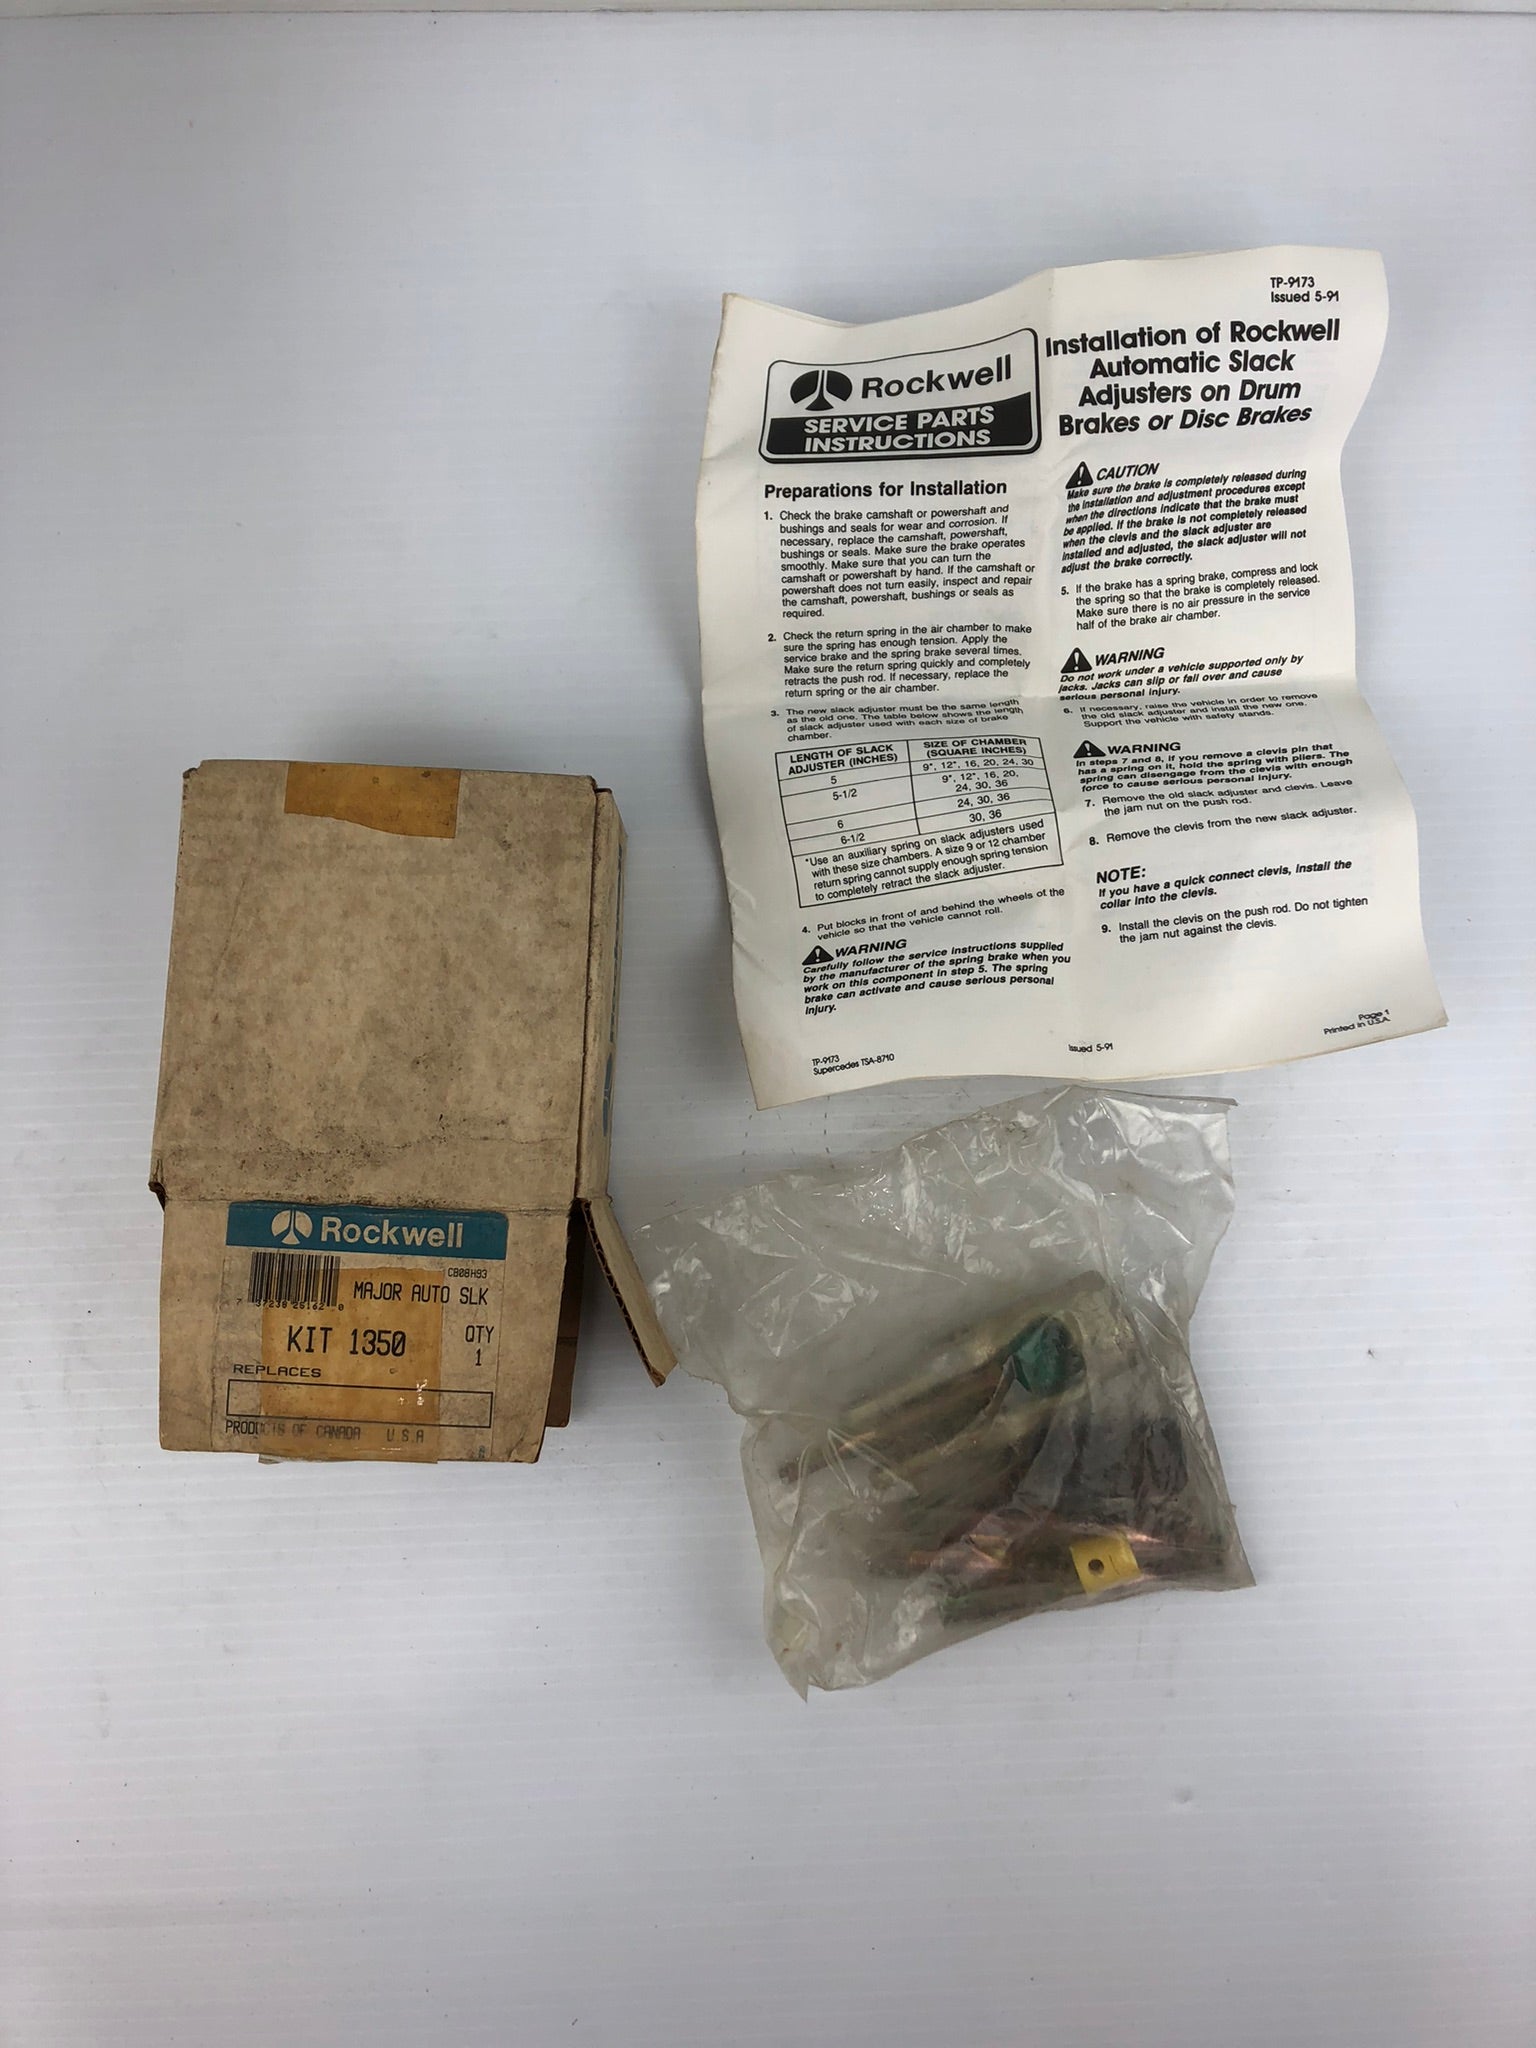 Rockwell
CB08H93
7 37238 25162 0
MAJOR AUTO SLK
KIT 1350
QTY
1
REPLACES
PRODUCTS OF CANADA U.S.A
TP-9173
Issued 5-91
Rockwell
SERVICE PARTS
INSTRUCTIONS
Installation of Rockwell
Automatic Slack
Adjusters on Drum
Brakes or Disc Brakes
Preparations for Installation
1. Check the brake camshaft or powershaft and
bushings and seals for wear and corrosion. If
necessary, replace the camshaft, powershaft,
bushings or seals. Make sure the brake operates
smoothly. Make sure that you can turn the
camshaft or powershaft by hand. If the camshaft or
powershaft does not turn easily, inspect and repair
the camshaft, powershaft, bushings or seals as
required.
2. Check the return spring in the air chamber to make
sure the spring has enough tension. Apply the
service brake and the spring brake several times.
Make sure the return spring quickly and completely
retracts the push rod. If necessary, replace the
return spring or the air chamber.
3. The new slack adjuster must be the same length
as the old one. The table below shows the length
of slack adjuster used with each size of brake
chamber.
LENGTH OF SLACK SIZE OF CHAMBER
ADJUSTER (INCHES) (SQUARE INCHES)
5 9*, 12*, 16, 20, 24, 30
5-1/2 9*, 12*, 16, 20,
24, 30, 36
6 24, 30, 36
6-1/2 30, 36
*Use an auxiliary spring on slack adjusters used
with these size chambers. A size 9 or 12 chamber
return spring cannot supply enough spring tension
to completely retract the slack adjuster.
4. Put blocks in front of and behind the wheels of the
vehicle so that the vehicle cannot roll.
WARNING
Carefully follow the service instructions supplied
by the manufacturer of the spring brake when you
work on this component in step 5. The spring
brake can activate and cause serious personal
injury.
CAUTION
Make sure the brake is completely released during
the installation and adjustment procedures except
when the directions indicate that the brake must
be applied. If the brake is not completely released
when the clevis and the slack adjuster are
installed and adjusted, the slack adjuster will not
adjust the brake correctly.
5. If the brake has a spring brake, compress and lock
the spring so that the brake is completely released.
Make sure there is no air pressure in the service
half of the brake air chamber.
WARNING
Do not work under a vehicle supported only by
jacks. Jacks can slip or fall over and cause
serious personal injury.
6. If necessary, raise the vehicle in order to remove
the old slack adjuster and install the new one.
Support the vehicle with safety stands.
WARNING
In steps 7 and 8, if you remove a clevis pin that
has a spring on it, hold the spring with pliers. The
spring can disengage from the clevis with enough
force to cause serious personal injury.
7. Remove the old slack adjuster and clevis. Leave
the jam nut on the push rod.
8. Remove the clevis from the new slack adjuster.
NOTE:
If you have a quick connect clevis, install the
collar into the clevis.
9. Install the clevis on the push rod. Do not tighten
the jam nut against the clevis.
TP-9173
Supercedes TSA-8710
Issued 5-91
Page 1
Printed in U.S.A.